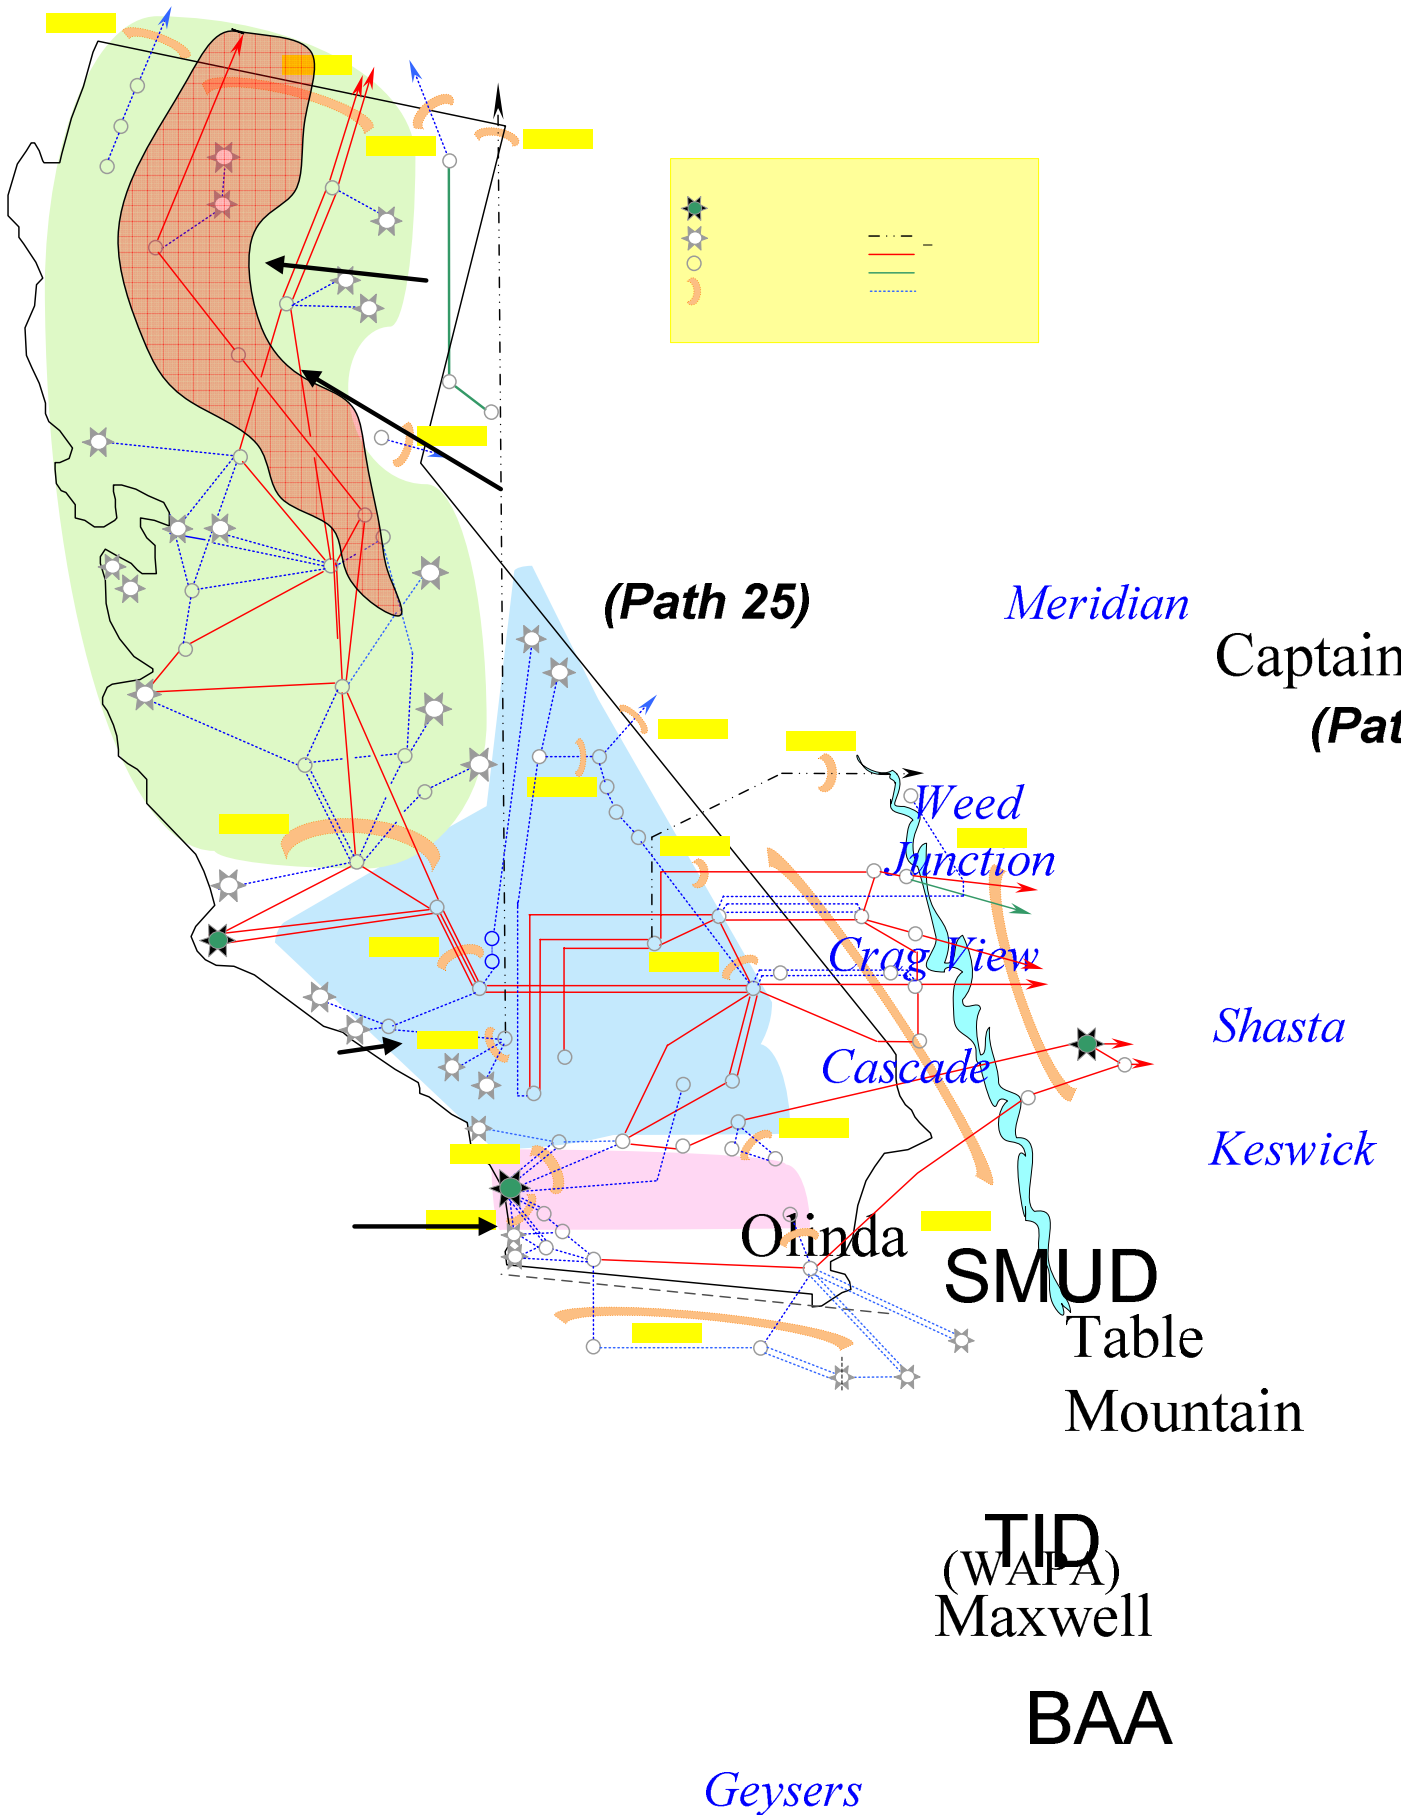 (Path 25)
Meridian
Captain
(Pat
Weed
Junction
Crag View
Shasta
Cascade
Keswick
Olinda
SMUD
Table
Mountain
TID
(WAPA)
Maxwell
BAA
Geysers